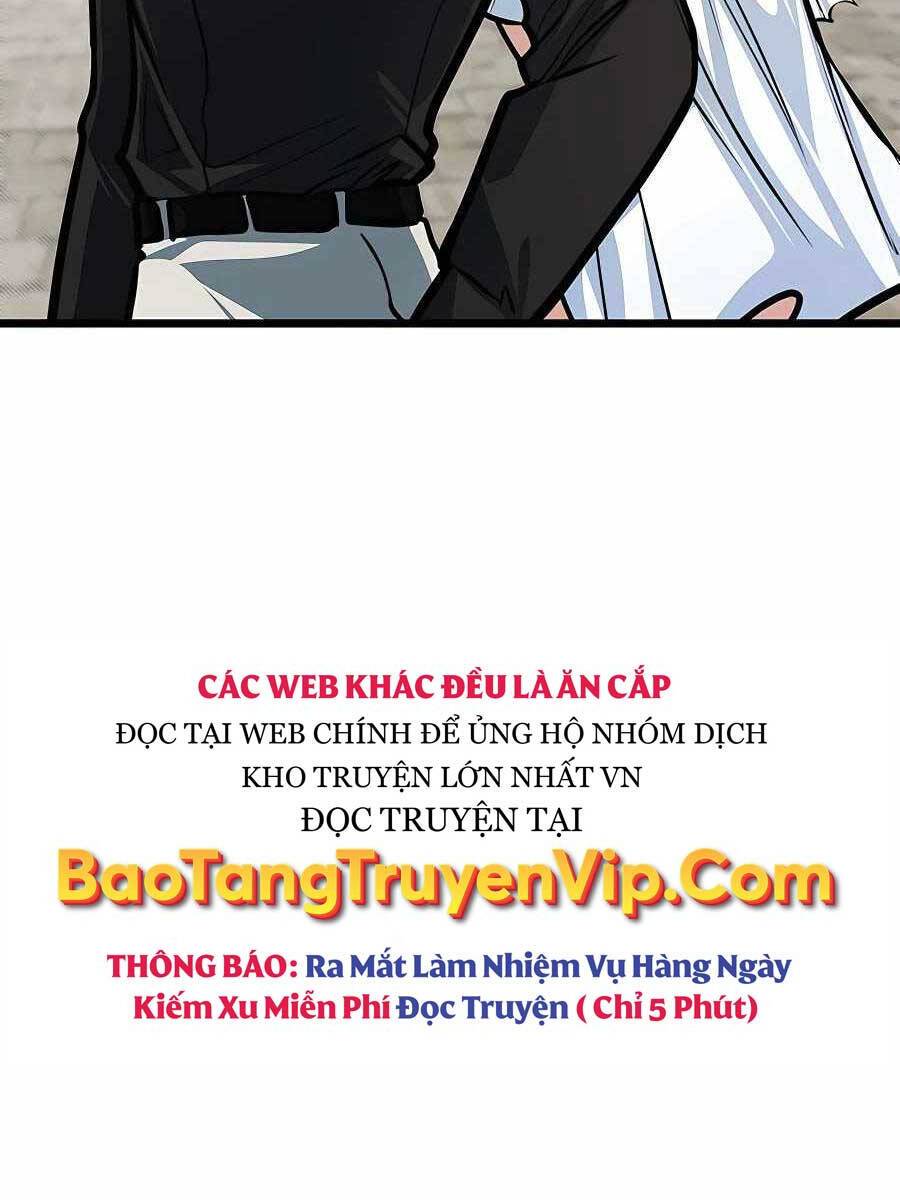 CÁC WEB KHÁC ĐỀU LÀ ĂN CẮP
ĐỌC TẠI WEB CHÍNH ĐỂ ỦNG HỘ NHÓM DỊCH
KHO TRUYỆN LỚN NHẤT VN
ĐỌC TRUYỆN TẠI
BaoTangTruyenVip.Com
THÔNG BÁO: Ra Mắt Làm Nhiệm Vụ Hàng Ngày
Kiếm Xu Miễn Phí Đọc Truyện ( Chỉ 5 Phút)